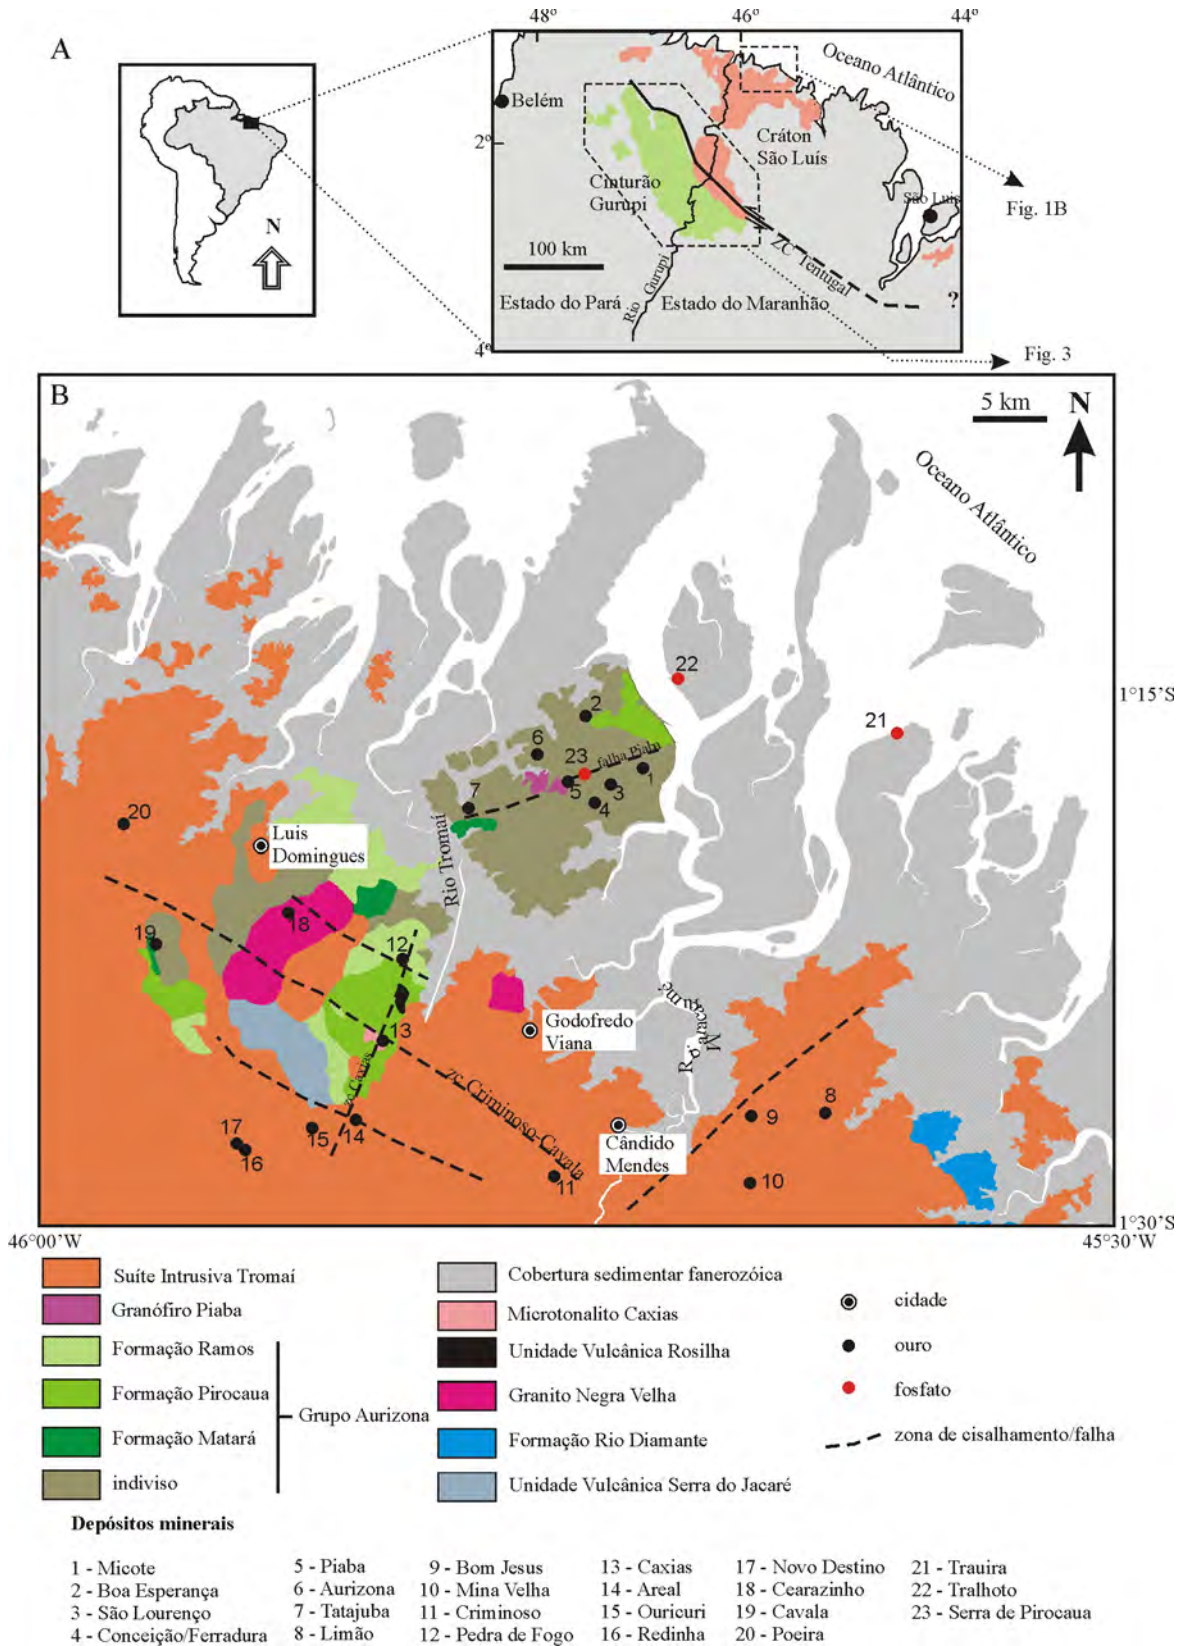 48º
46º
44º
A
Oceano Atlântico
Belém
2º
Cráton
São Luís
Cinturão
Gurupi
São Luis
Fig. 1B
N
100 km
ZC Tentugal
Rio Gurupi
Estado do Pará
Estado do Maranhão
?
4º
Fig. 3
B
5 km
N
Oceano Atlântico
1°15'S
22
21
2
6
23
falha Piaba
1
5
3
4
7
20
Luis
Domingues
Rio Tromaí
18
19
12
13
Godofredo
Viana
R. Maracaçumé
zc Caxias
zc Criminoso-Cavala
8
9
17
16
15
14
Cândido
Mendes
11
10
1°30'S
46°00'W
45°30'W
Suíte Intrusiva Tromaí
Granófiro Piaba
Formação Ramos
Formação Pirocaua
Formação Matará
indiviso
Grupo Aurizona
Cobertura sedimentar fanerozóica
Microtonalito Caxias
Unidade Vulcânica Rosilha
Granito Negra Velha
Formação Rio Diamante
Unidade Vulcânica Serra do Jacaré
cidade
ouro
fosfato
zona de cisalhamento/falha
Depósitos minerais
1 - Micote
2 - Boa Esperança
3 - São Lourenço
4 - Conceição/Ferradura
5 - Piaba
6 - Aurizona
7 - Tatajuba
8 - Limão
9 - Bom Jesus
10 - Mina Velha
11 - Criminoso
12 - Pedra de Fogo
13 - Caxias
14 - Areal
15 - Ouricuri
16 - Redinha
17 - Novo Destino
18 - Cearazinho
19 - Cavala
20 - Poeira
21 - Trauira
22 - Tralhoto
23 - Serra de Pirocaua